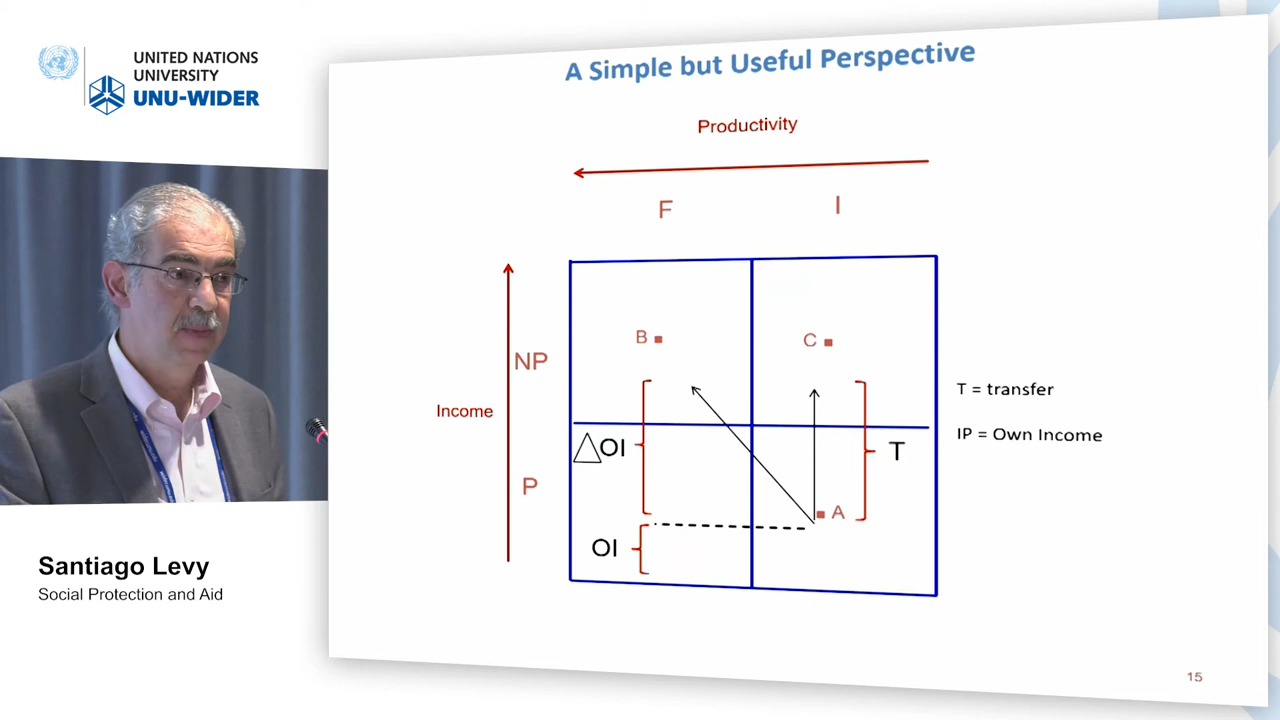 UNITED NATIONS
UNIVERSITY
UNU-WIDER
A Simple but Useful Perspective
Productivity
F
I
B
C
NP
Income
T = transfer
IP = Own Income
△OI
T
P
A
OI
Santiago Levy
Social Protection and Aid
15